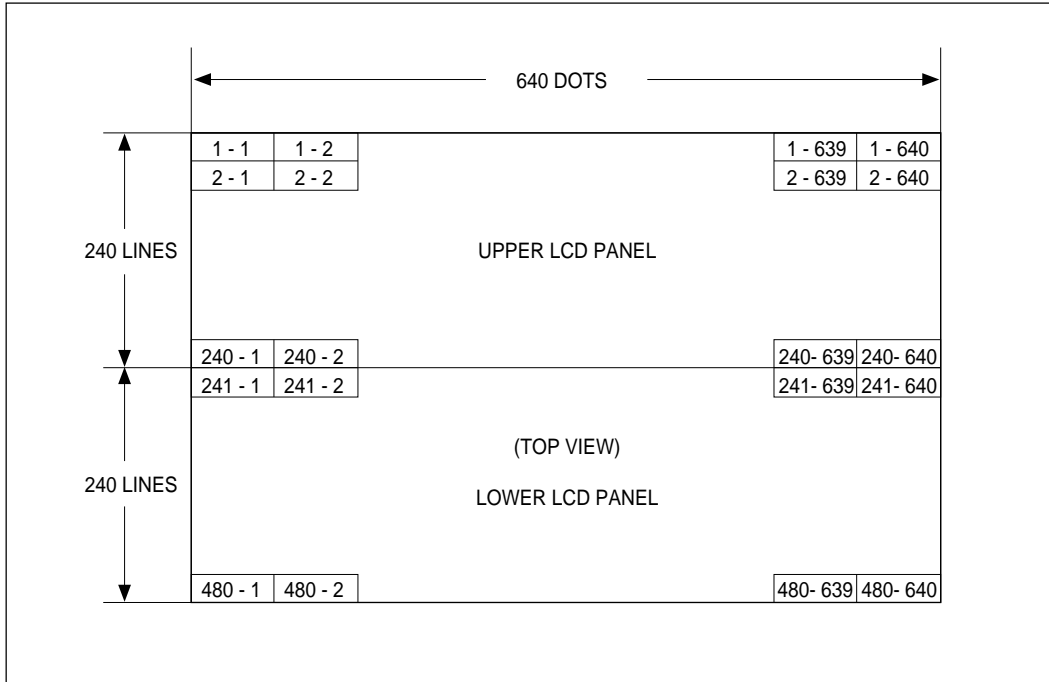 640 DOTS
1 - 1 1 - 2 1 - 639 1 - 640
2 - 1 2 - 2 2 - 639 2 - 640
240 LINES UPPER LCD PANEL
240 - 1 240 - 2 240- 639 240- 640
241 - 1 241 - 2 241- 639 241- 640
(TOP VIEW)
240 LINES LOWER LCD PANEL
480 - 1 480 - 2 480- 639 480- 640